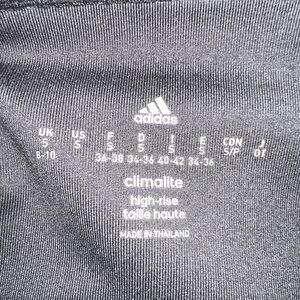 adidas
UK US F D I E CON J
S S S S S S S/P OT
8-10 36-38 34-36 40-42 34-36
climalite
high-rise
taille haute
MADE IN THAILAND